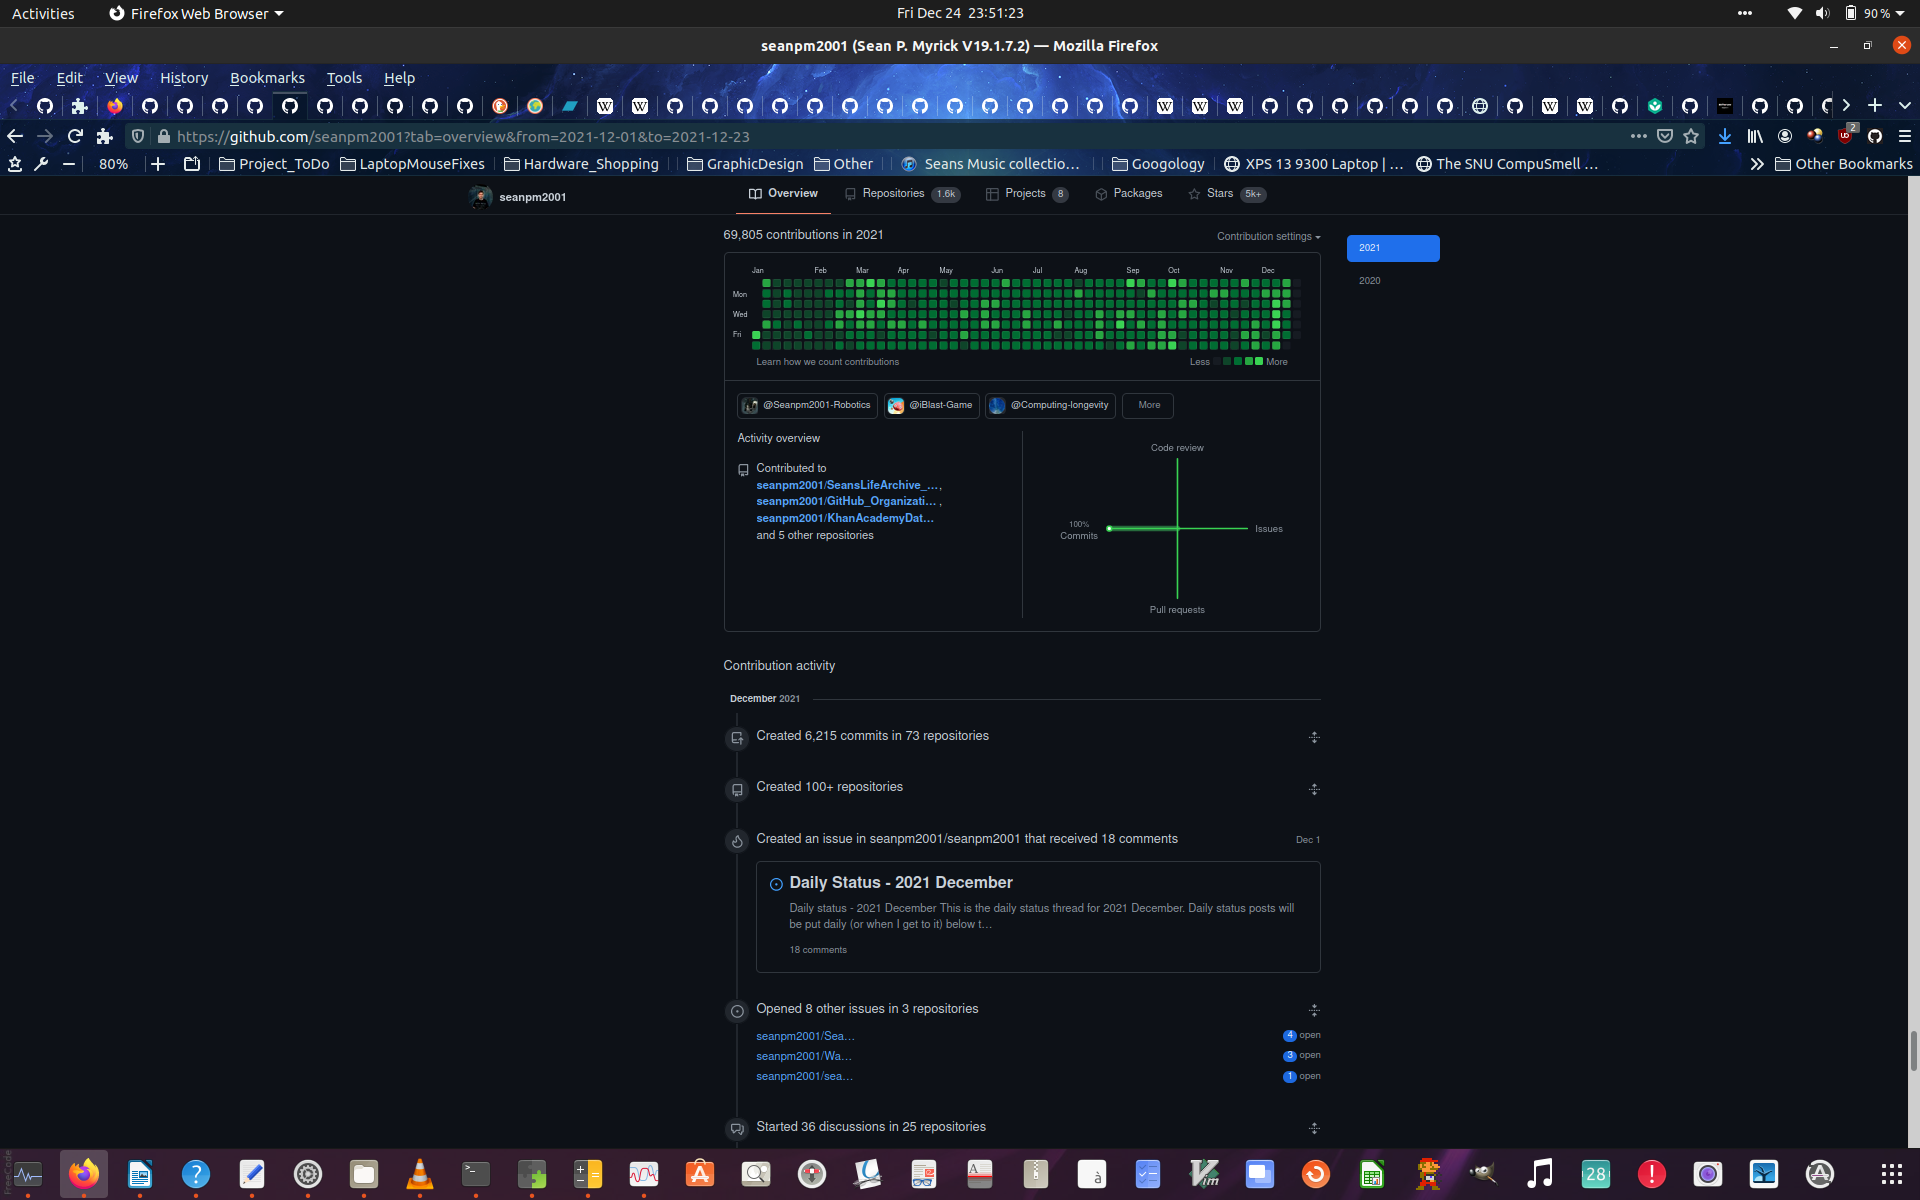 Activities
Firefox Web Browser
Fri Dec 24 23:51:23
90 %
seanpm2001 (Sean P. Myrick V19.1.7.2) — Mozilla Firefox
File Edit View History Bookmarks Tools Help
https://github.com/seanpm2001?tab=overview&from=2021-12-01&to=2021-12-23
2
80%
Project_ToDo
LaptopMouseFixes
Hardware_Shopping
GraphicDesign
Other
Seans Music collectio...
Googology
XPS 13 9300 Laptop | ...
The SNU CompuSmell ...
Other Bookmarks
seanpm2001
Overview
Repositories 1.6k
Projects 8
Packages
Stars 5k+
69,805 contributions in 2021
Contribution settings
2021
2020
Jan Feb Mar Apr May Jun Jul Aug Sep Oct Nov Dec
Mon
Wed
Fri
Learn how we count contributions
Less
More
@Seanpm2001-Robotics
@iBlast-Game
@Computing-longevity
More
Activity overview
Contributed to
seanpm2001/SeansLifeArchive_...,
seanpm2001/GitHub_Organizati... ,
seanpm2001/KhanAcademyDat...
and 5 other repositories
Code review
100%
Commits
Issues
Pull requests
Contribution activity
December 2021
Created 6,215 commits in 73 repositories
Created 100+ repositories
Created an issue in seanpm2001/seanpm2001 that received 18 comments
Dec 1
Daily Status - 2021 December
Daily status - 2021 December This is the daily status thread for 2021 December. Daily status posts will
be put daily (or when I get to it) below t...
18 comments
Opened 8 other issues in 3 repositories
seanpm2001/Sea...
4 open
seanpm2001/Wa...
3 open
seanpm2001/sea...
1 open
Started 36 discussions in 25 repositories
28